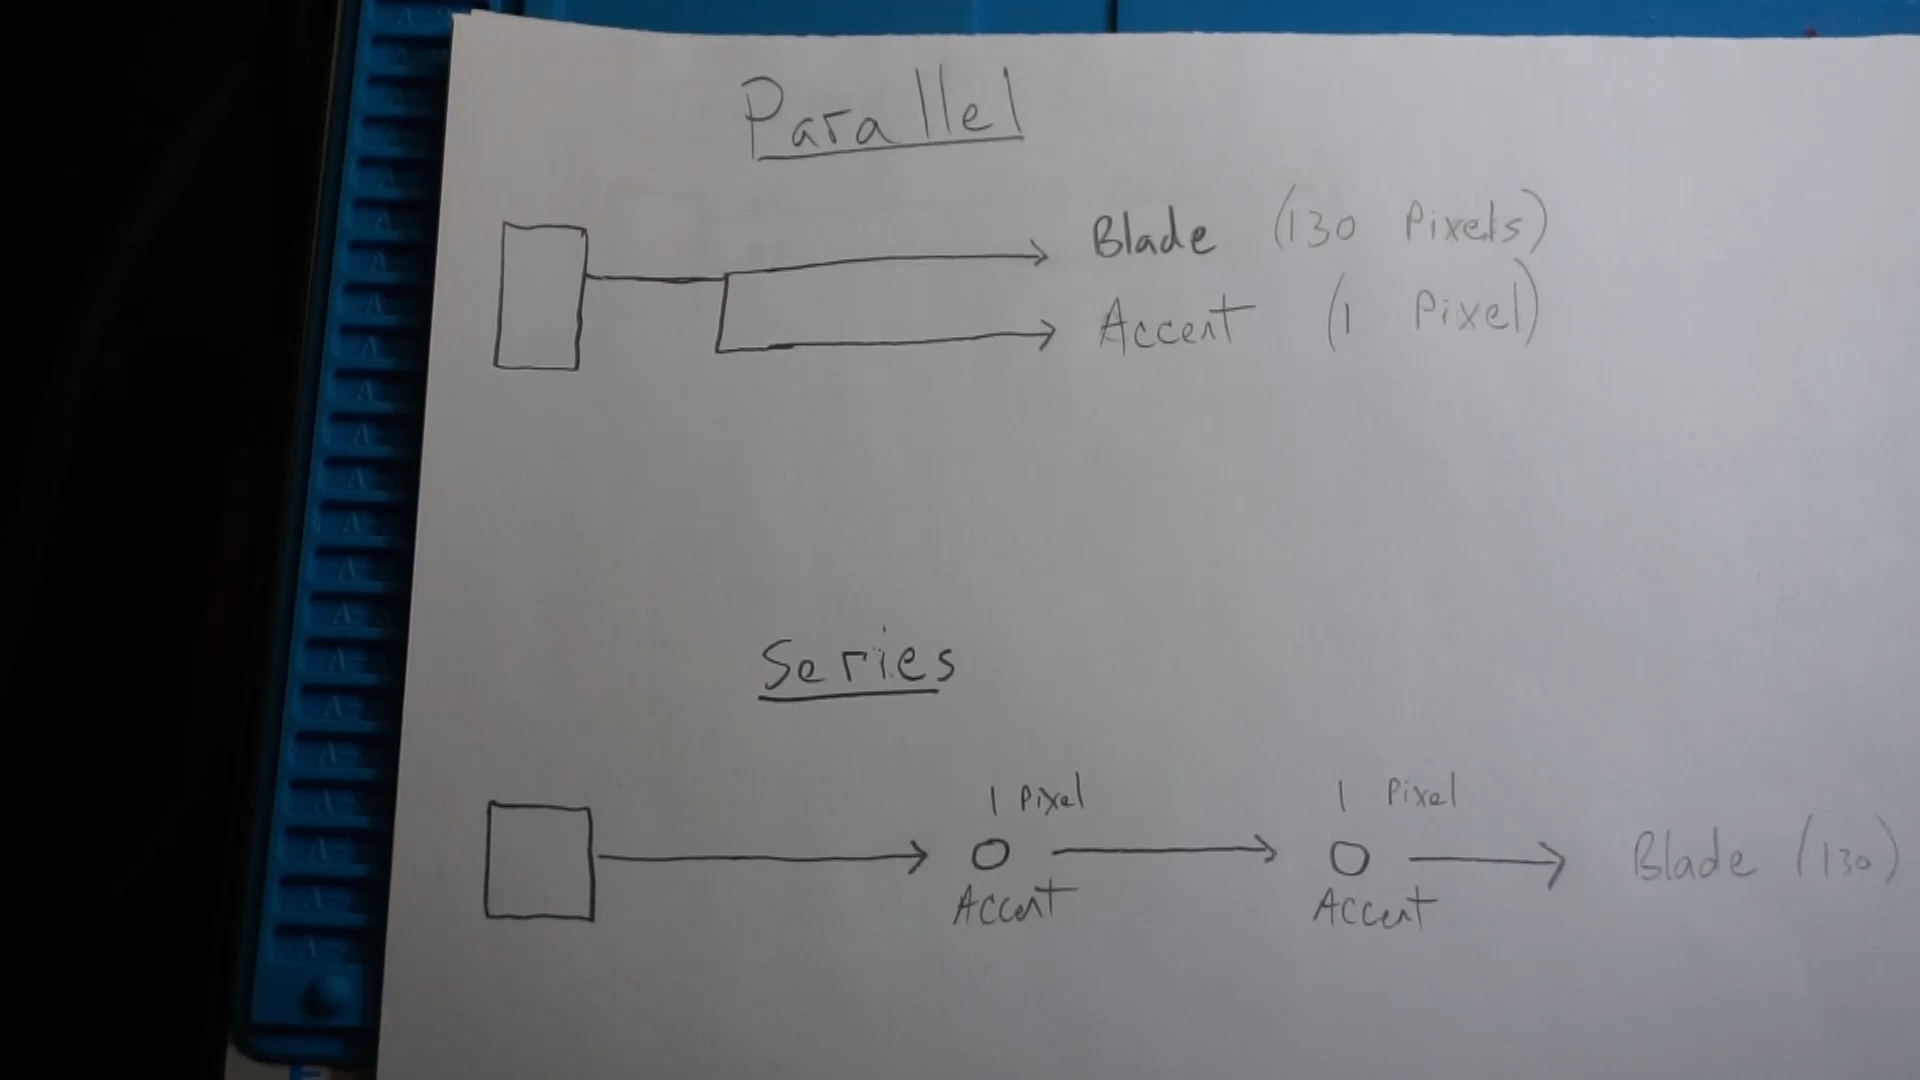 Parallel
Blade (130 Pixels)
Accent (1 Pixel)
Series
1 Pixel 1 Pixel
Blade (130)
Accent Accent